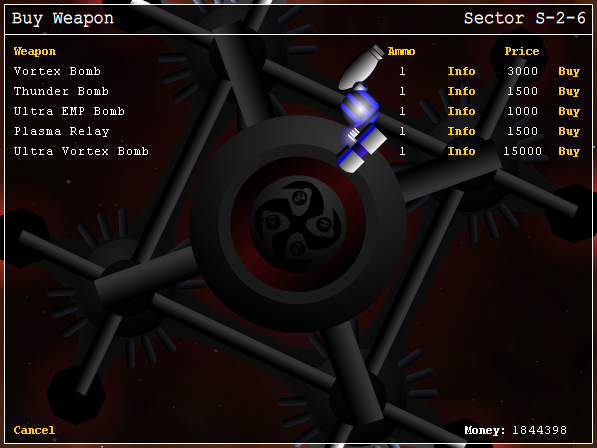 Buy Weapon Sector S-2-6
Weapon Ammo Price
Vortex Bomb 1 Info 3000 Buy
Thunder Bomb 1 Info 1500 Buy
Ultra EMP Bomb 1 Info 1000 Buy
Plasma Relay 1 Info 1500 Buy
Ultra Vortex Bomb 1 Info 15000 Buy
Cancel Money: 1844398